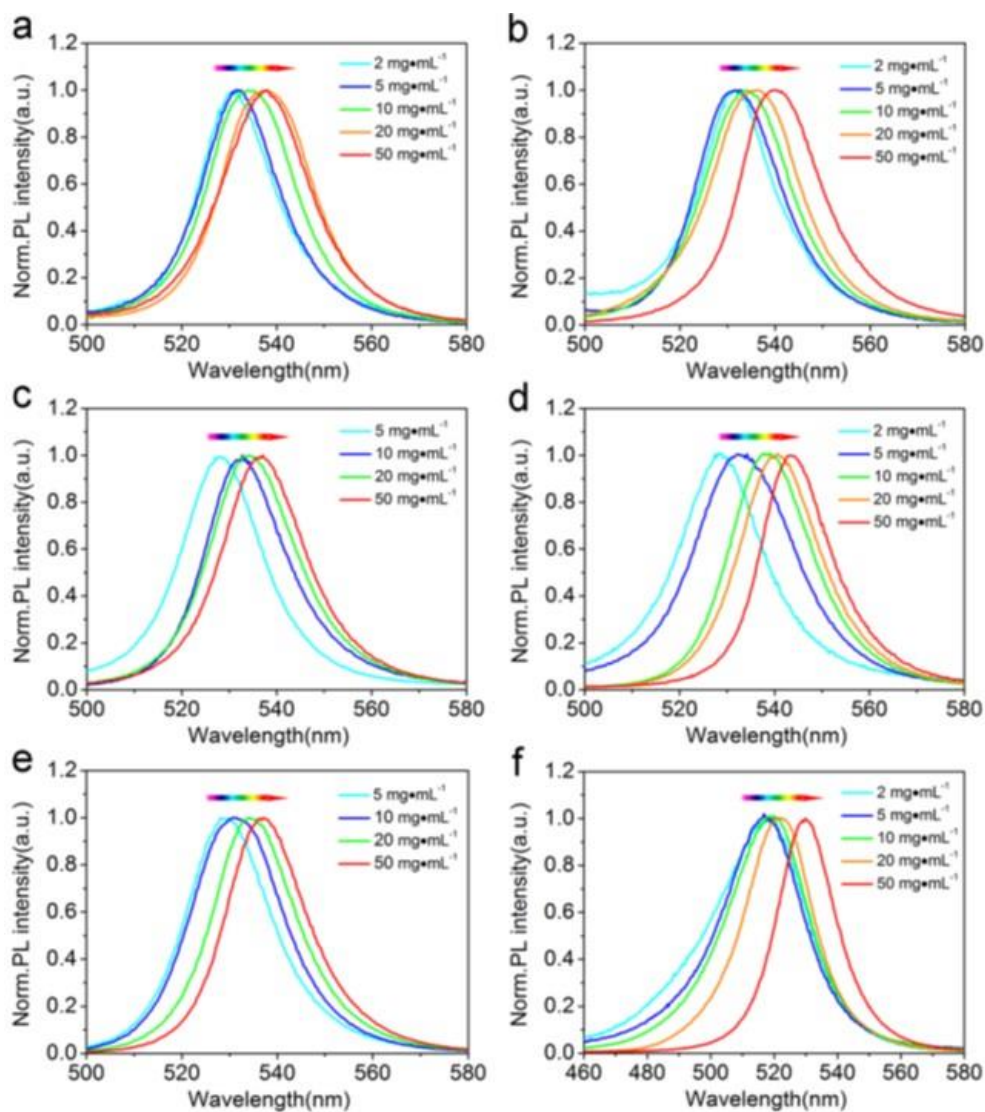 a
1.2
1.0
0.8
0.6
0.4
0.2
0.0
Norm.PL intensity(a.u.)
2 mg•mL⁻¹
5 mg•mL⁻¹
10 mg•mL⁻¹
20 mg•mL⁻¹
50 mg•mL⁻¹
500 520 540 560 580
Wavelength(nm)
b
1.2
1.0
0.8
0.6
0.4
0.2
0.0
Norm.PL intensity(a.u.)
2 mg•mL⁻¹
5 mg•mL⁻¹
10 mg•mL⁻¹
20 mg•mL⁻¹
50 mg•mL⁻¹
500 520 540 560 580
Wavelength(nm)
c
1.2
1.0
0.8
0.6
0.4
0.2
0.0
Norm.PL intensity(a.u.)
5 mg•mL⁻¹
10 mg•mL⁻¹
20 mg•mL⁻¹
50 mg•mL⁻¹
500 520 540 560 580
Wavelength(nm)
d
1.2
1.0
0.8
0.6
0.4
0.2
0.0
Norm.PL intensity(a.u.)
2 mg•mL⁻¹
5 mg•mL⁻¹
10 mg•mL⁻¹
20 mg•mL⁻¹
50 mg•mL⁻¹
500 520 540 560 580
Wavelength(nm)
e
1.2
1.0
0.8
0.6
0.4
0.2
0.0
Norm.PL intensity(a.u.)
5 mg•mL⁻¹
10 mg•mL⁻¹
20 mg•mL⁻¹
50 mg•mL⁻¹
500 520 540 560 580
Wavelength(nm)
f
1.2
1.0
0.8
0.6
0.4
0.2
0.0
Norm.PL intensity(a.u.)
2 mg•mL⁻¹
5 mg•mL⁻¹
10 mg•mL⁻¹
20 mg•mL⁻¹
50 mg•mL⁻¹
460 480 500 520 540 560 580
Wavelength(nm)